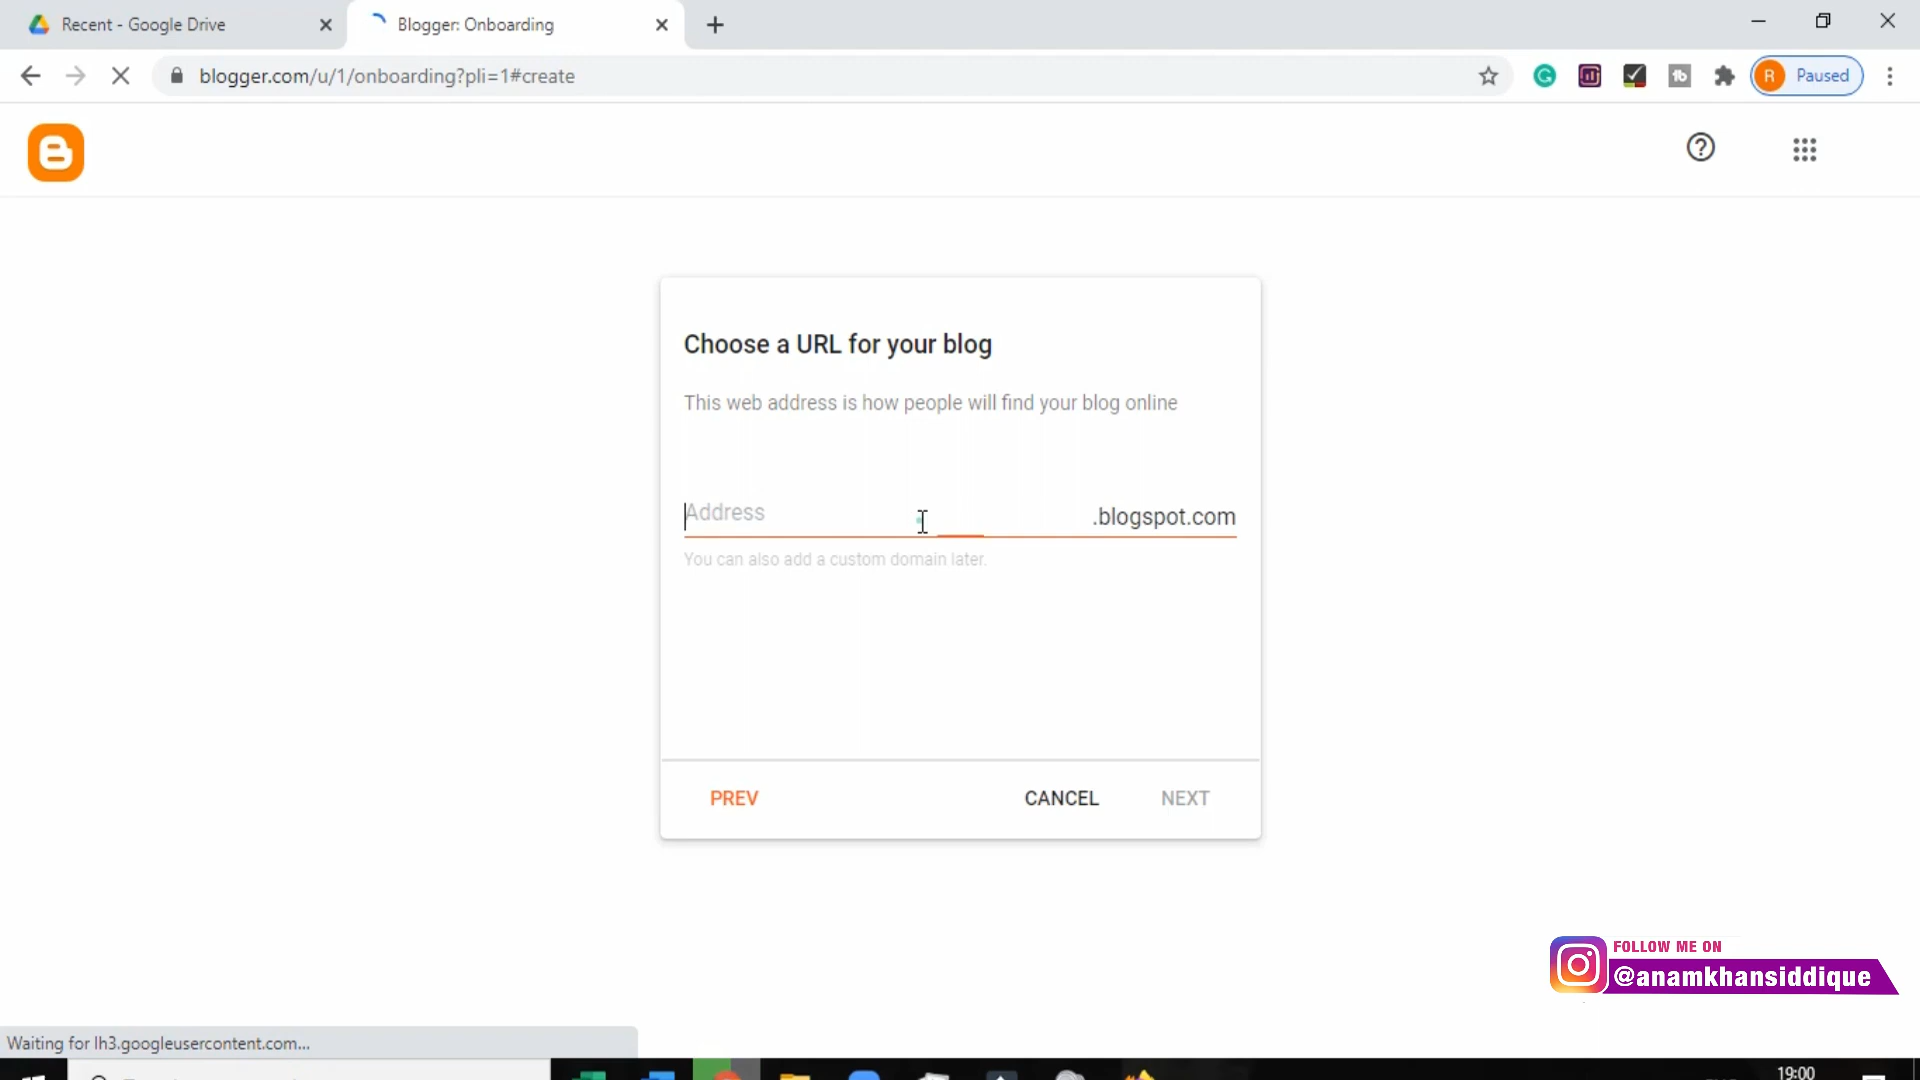 Recent - Google Drive
Blogger: Onboarding
blogger.com/u/1/onboarding?pli=1#create
R Paused
Choose a URL for your blog
This web address is how people will find your blog online
Address
.blogspot.com
You can also add a custom domain later.
PREV
CANCEL
NEXT
FOLLOW ME ON
@anamkhansiddique
Waiting for lh3.googleusercontent.com...
19:00